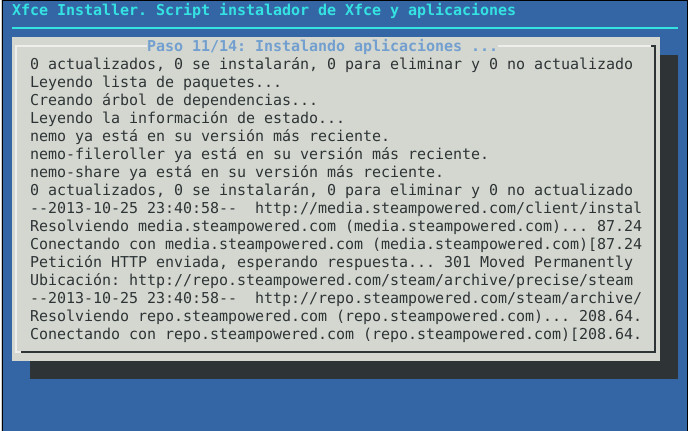 Xfce Installer. Script instalador de Xfce y aplicaciones
Paso 11/14: Instalando aplicaciones ...
0 actualizados, 0 se instalarán, 0 para eliminar y 0 no actualizado
Leyendo lista de paquetes...
Creando árbol de dependencias...
Leyendo la información de estado...
nemo ya está en su versión más reciente.
nemo-fileroller ya está en su versión más reciente.
nemo-share ya está en su versión más reciente.
0 actualizados, 0 se instalarán, 0 para eliminar y 0 no actualizado
--2013-10-25 23:40:58--  http://media.steampowered.com/client/instal
Resolviendo media.steampowered.com (media.steampowered.com)... 87.24
Conectando con media.steampowered.com (media.steampowered.com)[87.24
Petición HTTP enviada, esperando respuesta... 301 Moved Permanently
Ubicación: http://repo.steampowered.com/steam/archive/precise/steam
--2013-10-25 23:40:58--  http://repo.steampowered.com/steam/archive/
Resolviendo repo.steampowered.com (repo.steampowered.com)... 208.64.
Conectando con repo.steampowered.com (repo.steampowered.com)[208.64.